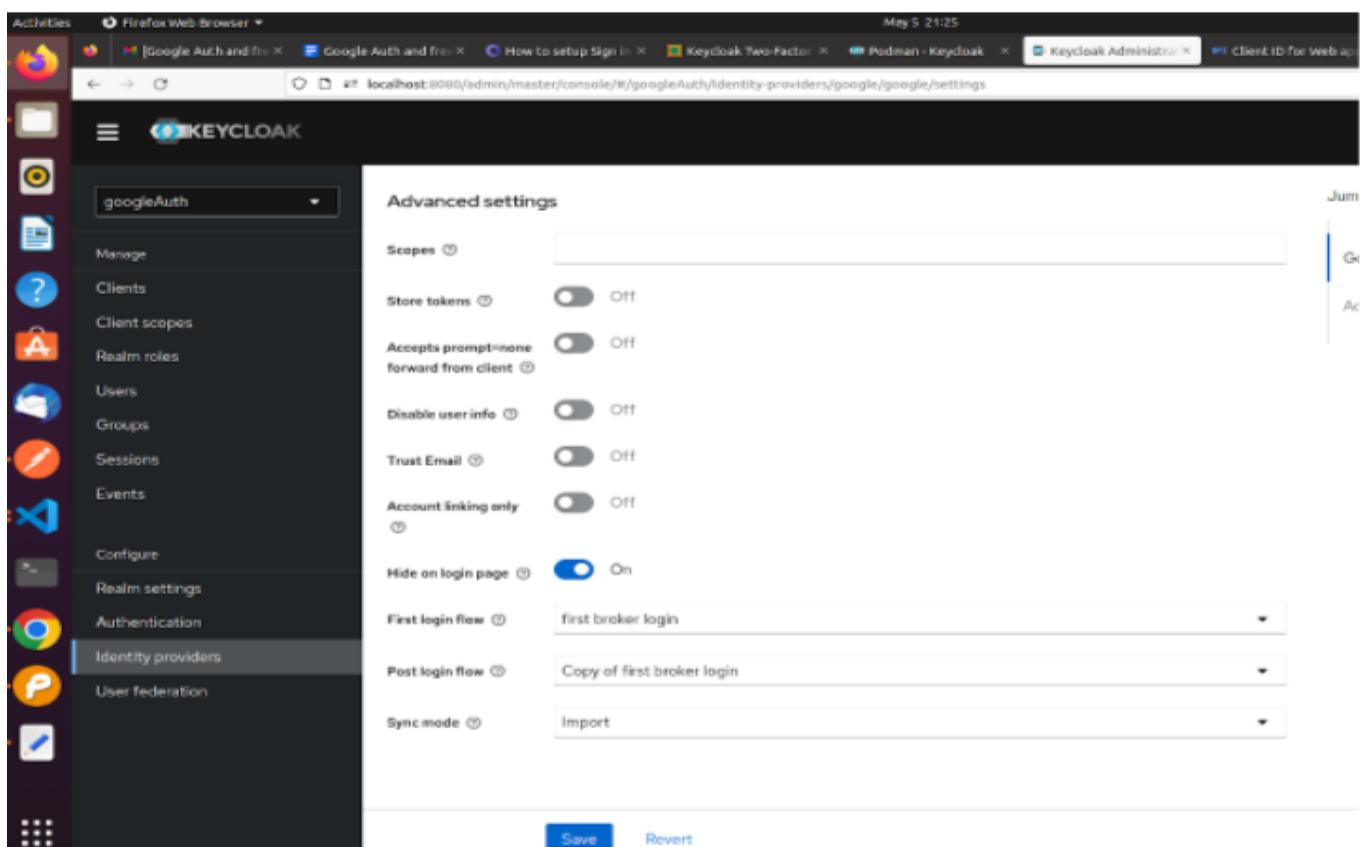 Activities Firefox Web Browser May 5 21:25
[Google Auth and fre Google Auth and fre How to setup Sign in Keycloak Two-Factor Podman - Keycloak Keycloak Administra Client ID for Web ap
localhost:8080/admin/master/console/#/googleAuth/identity-providers/google/google/settings
KEYCLOAK
googleAuth
Manage
Clients
Client scopes
Realm roles
Users
Groups
Sessions
Events
Configure
Realm settings
Authentication
Identity providers
User federation
Advanced settings
Scopes
Store tokens Off
Accepts prompt=none Off
forward from client
Disable user info Off
Trust Email Off
Account linking only Off
Hide on login page On
First login flow first broker login
Post login flow Copy of first broker login
Sync mode Import
Save Revert
Jum
Go
Ac